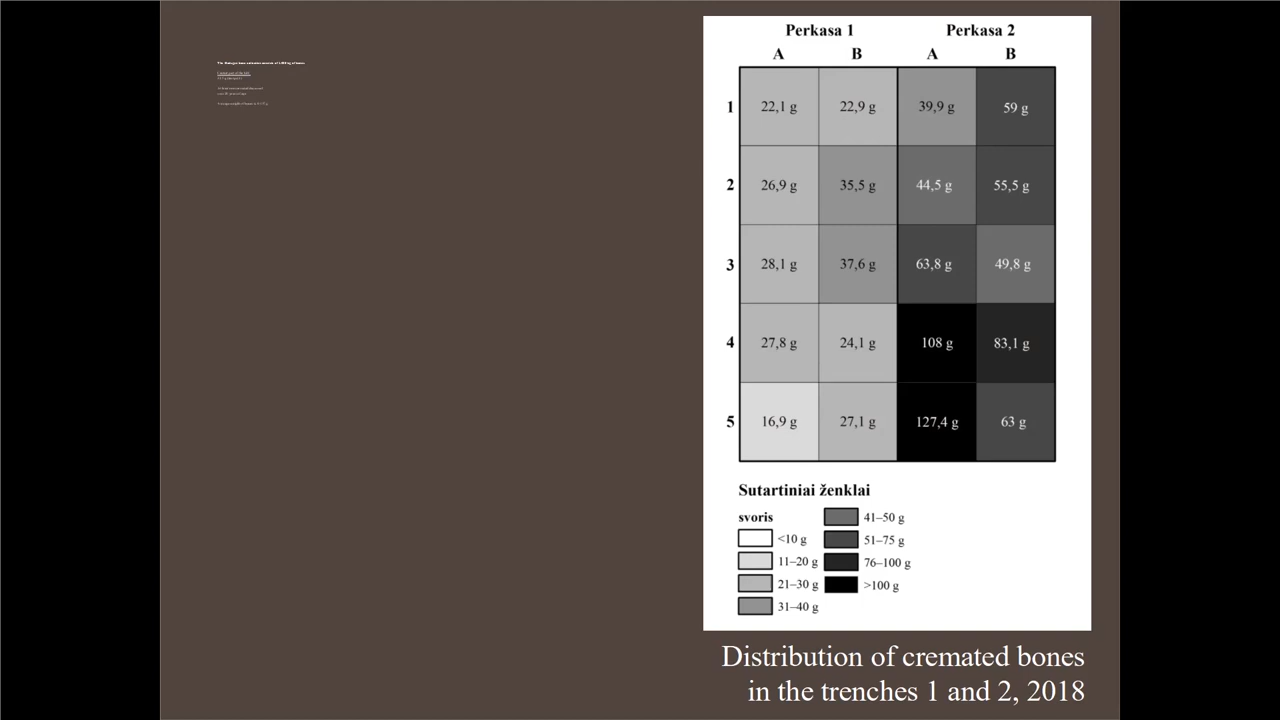 Perkasa 1 Perkasa 2
A B A B
1 22,1 g 22,9 g 39,9 g 59 g
2 26,9 g 35,5 g 44,5 g 55,5 g
3 28,1 g 37,6 g 63,8 g 49,8 g
4 27,8 g 24,1 g 108 g 83,1 g
5 16,9 g 27,1 g 127,4 g 63 g
Sutartiniai ženklai
svoris
<10 g
11–20 g
21–30 g
31–40 g
41–50 g
51–75 g
76–100 g
>100 g
Distribution of cremated bones
in the trenches 1 and 2, 2018